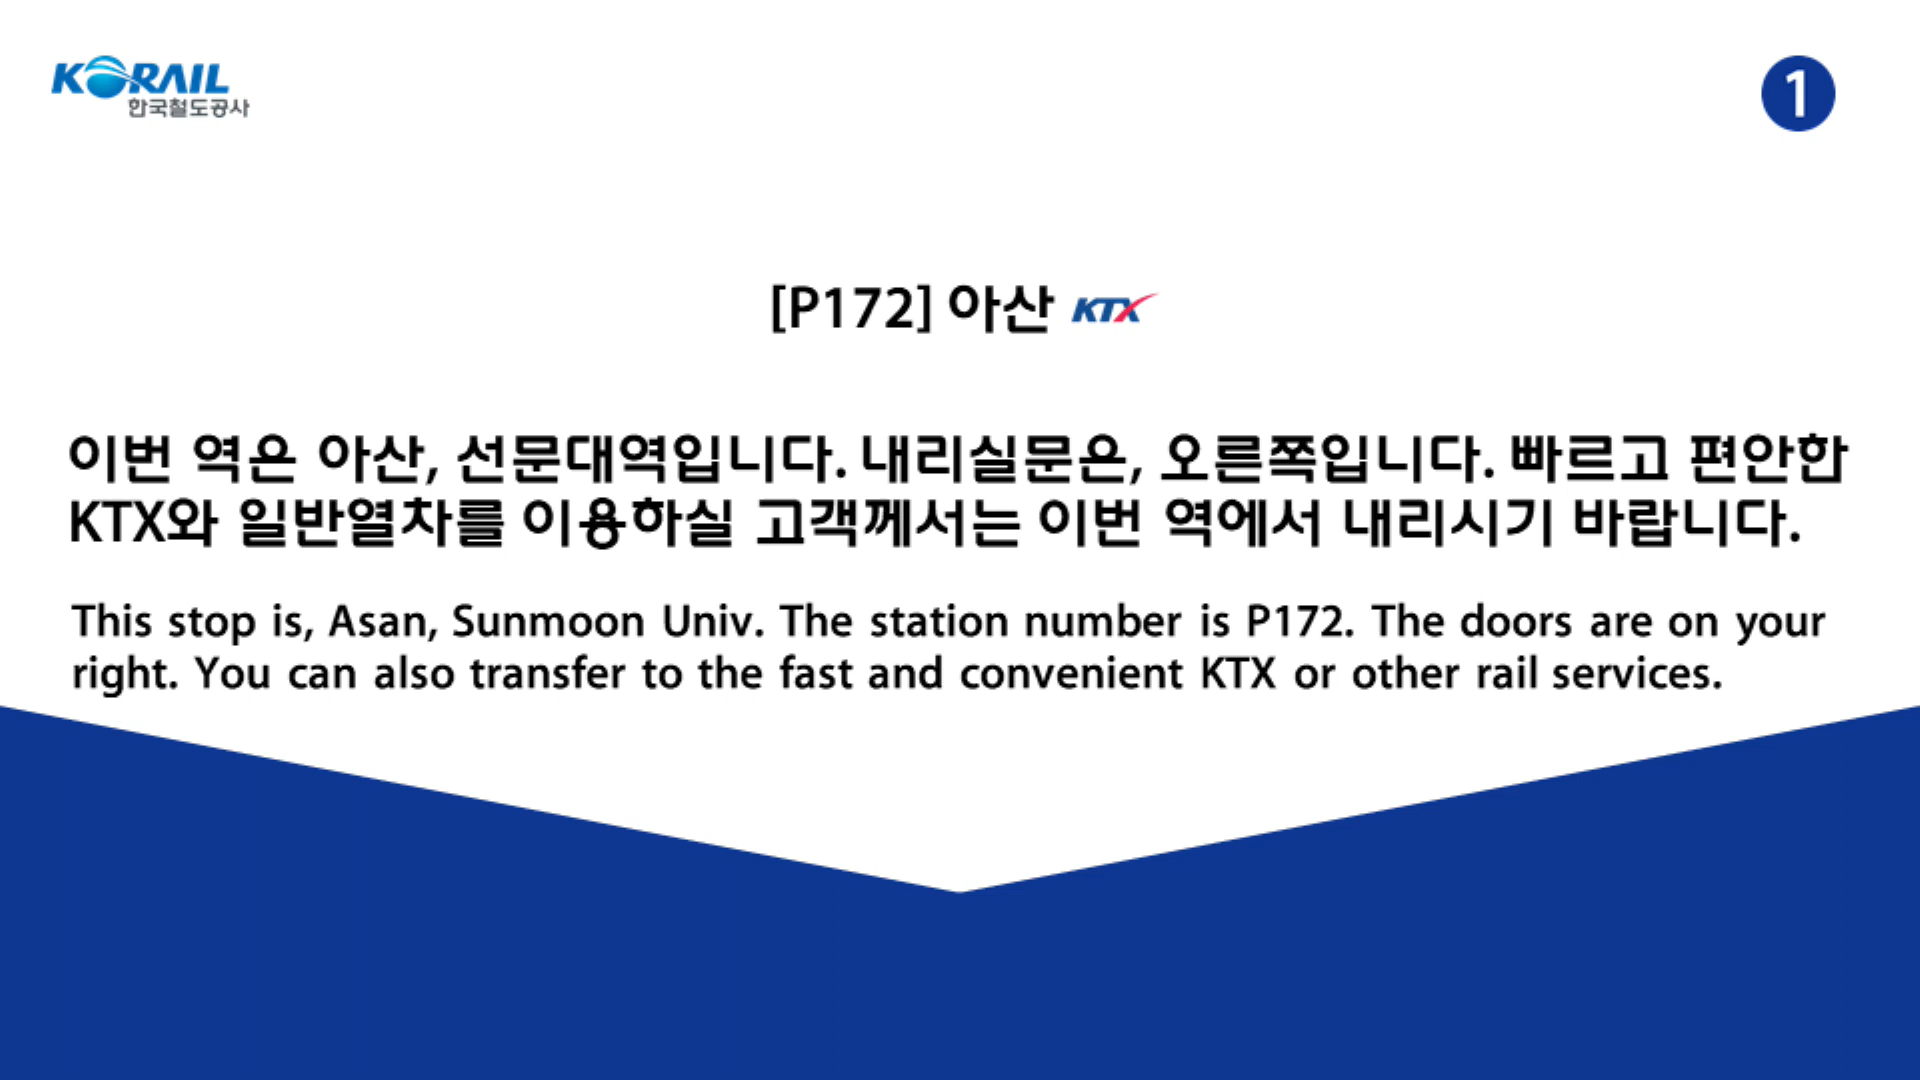 KORAIL
한국철도공사
1
[P172] 아산 KTX
이번 역은 아산, 선문대역입니다. 내리실문은, 오른쪽입니다. 빠르고 편안한
KTX와 일반열차를 이용하실 고객께서는 이번 역에서 내리시기 바랍니다.
This stop is, Asan, Sunmoon Univ. The station number is P172. The doors are on your
right. You can also transfer to the fast and convenient KTX or other rail services.